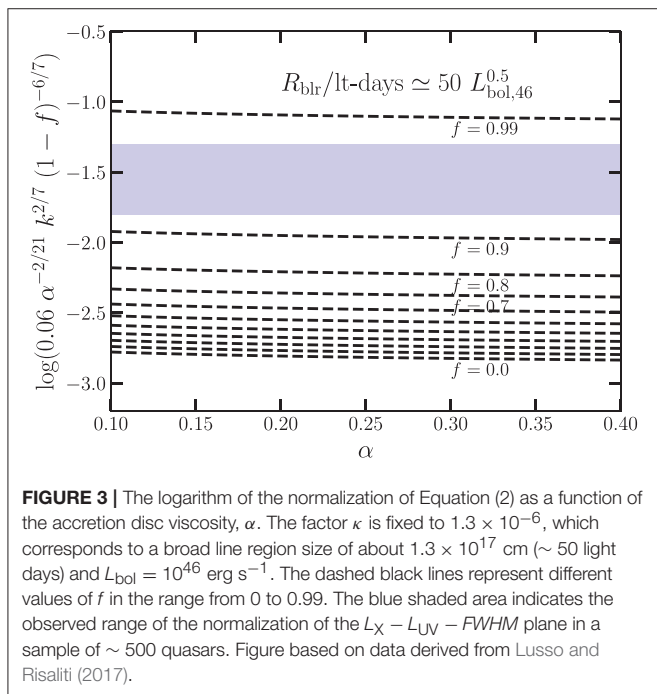 R_blr/lt-days ≃ 50 L^0.5_bol,46
log(0.06 α^−2/21 k^2/7 (1 − f)^−6/7)
−0.5
−1.0
−1.5
−2.0
−2.5
−3.0
f = 0.99
f = 0.9
f = 0.8
f = 0.7
f = 0.0
0.10 0.15 0.20 0.25 0.30 0.35 0.40
α
FIGURE 3 | The logarithm of the normalization of Equation (2) as a function of
the accretion disc viscosity, α. The factor κ is fixed to 1.3 × 10^−6, which
corresponds to a broad line region size of about 1.3 × 10^17 cm (∼ 50 light
days) and L_bol = 10^46 erg s^−1. The dashed black lines represent different
values of f in the range from 0 to 0.99. The blue shaded area indicates the
observed range of the normalization of the L_X − L_UV − FWHM plane in a
sample of ∼ 500 quasars. Figure based on data derived from Lusso and
Risaliti (2017).